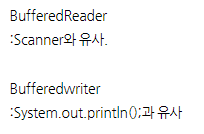 BufferedReader
:Scanner와 유사.
Bufferedwriter
:System.out.println();과 유사